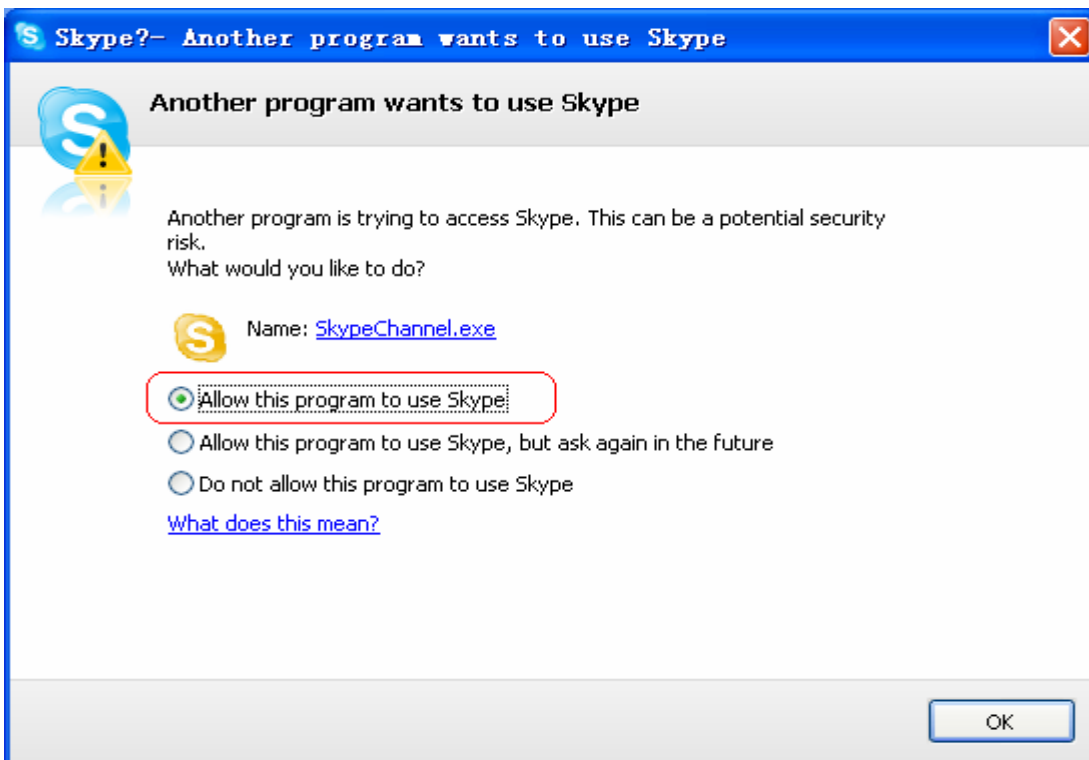 Skype?- Another program wants to use Skype
Another program wants to use Skype
Another program is trying to access Skype. This can be a potential security
risk.
What would you like to do?
Name: SkypeChannel.exe
Allow this program to use Skype
Allow this program to use Skype, but ask again in the future
Do not allow this program to use Skype
What does this mean?
OK